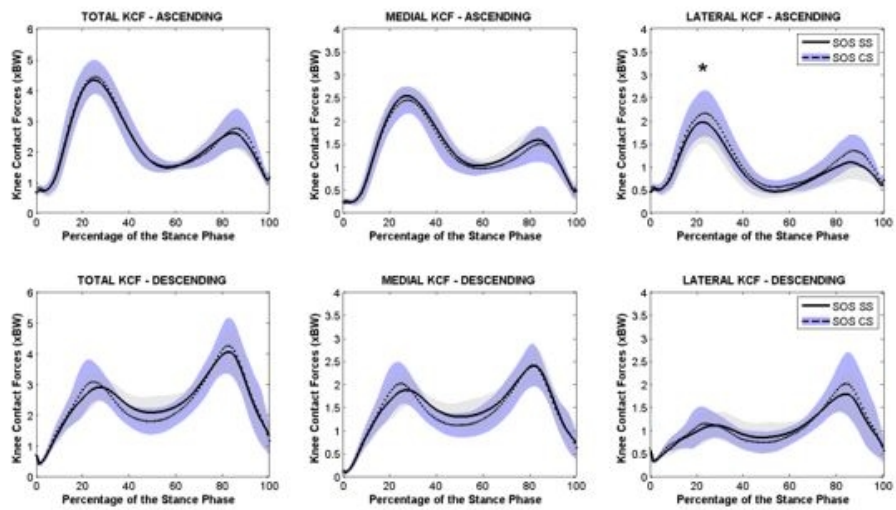 TOTAL KCF - ASCENDING
Knee Contact Forces (xBW)
6
5
4
3
2
1
0
0 20 40 60 80 100
Percentage of the Stance Phase
MEDIAL KCF - ASCENDING
Knee Contact Forces (xBW)
4
3.5
3
2.5
2
1.5
1
0.5
0
0 20 40 60 80 100
Percentage of the Stance Phase
LATERAL KCF - ASCENDING
Knee Contact Forces (xBW)
4
3.5
3
2.5
2
1.5
1
0.5
0
0 20 40 60 80 100
Percentage of the Stance Phase
SOS SS
SOS CS
*
TOTAL KCF - DESCENDING
Knee Contact Forces (xBW)
6
5
4
3
2
1
0
0 20 40 60 80 100
Percentage of the Stance Phase
MEDIAL KCF - DESCENDING
Knee Contact Forces (xBW)
4
3.5
3
2.5
2
1.5
1
0.5
0
0 20 40 60 80 100
Percentage of the Stance Phase
LATERAL KCF - DESCENDING
Knee Contact Forces (xBW)
4
3.5
3
2.5
2
1.5
1
0.5
0
0 20 40 60 80 100
Percentage of the Stance Phase
SOS SS
SOS CS